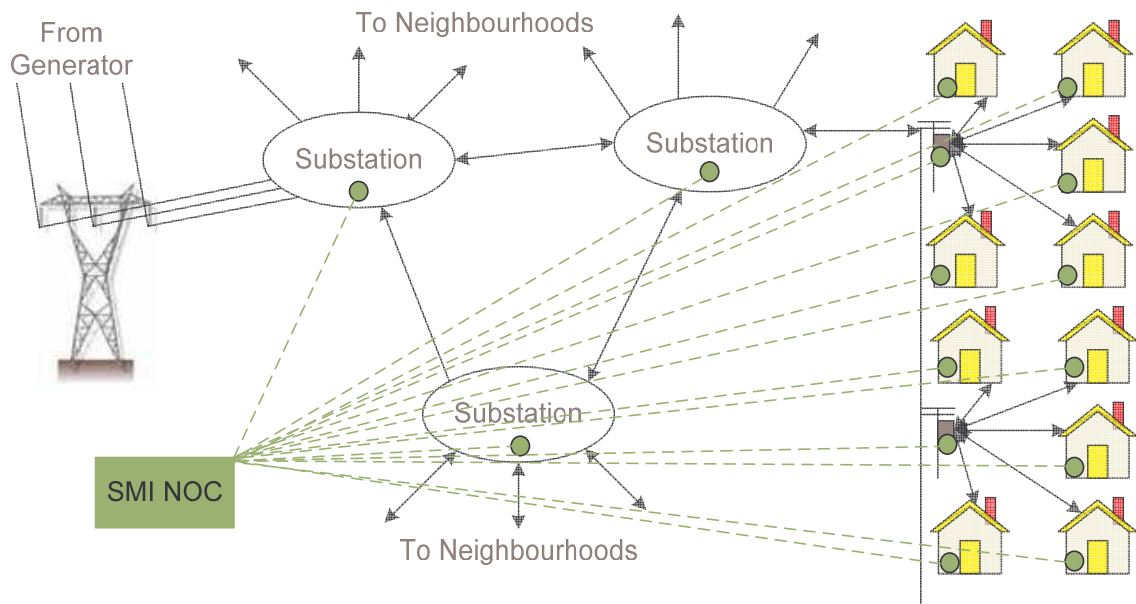 To Neighbourhoods
From
Generator
Substation
Substation
Substation
SMI NOC
To Neighbourhoods